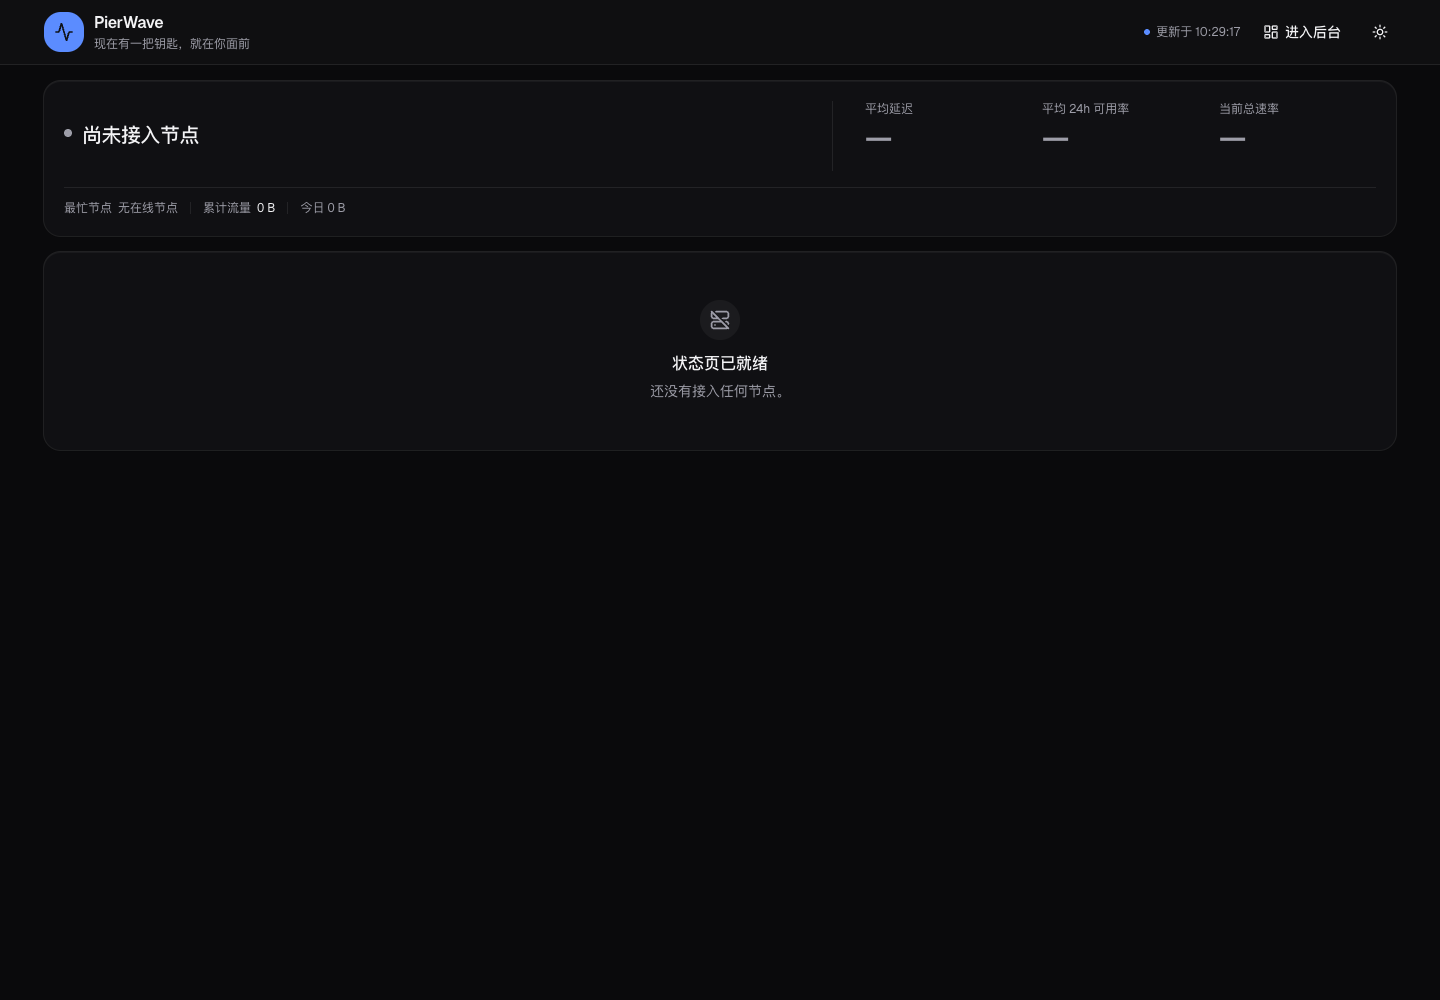 PierWave
现在有一把钥匙，就在你面前
更新于 10:29:17
进入后台
尚未接入节点
平均延迟
—
平均 24h 可用率
—
当前总速率
—
最忙节点 无在线节点
累计流量 0 B
今日 0 B
状态页已就绪
还没有接入任何节点。